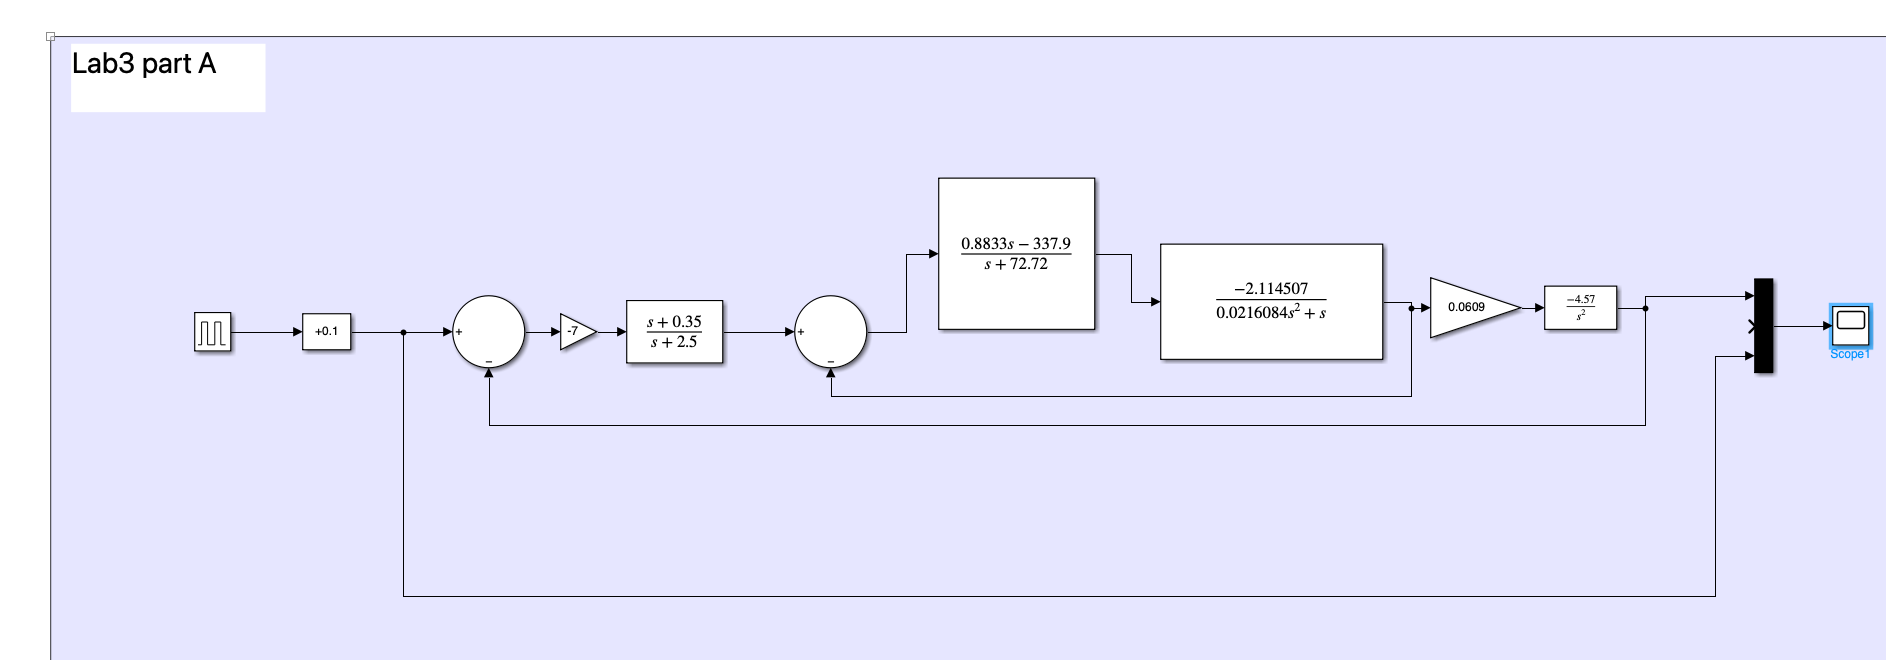 Lab3 part A
+0.1
+
−
-7
s + 0.35
s + 2.5
+
−
0.8833s − 337.9
s + 72.72
−2.114507
0.0216084s² + s
0.0609
−4.57
s²
Scope1